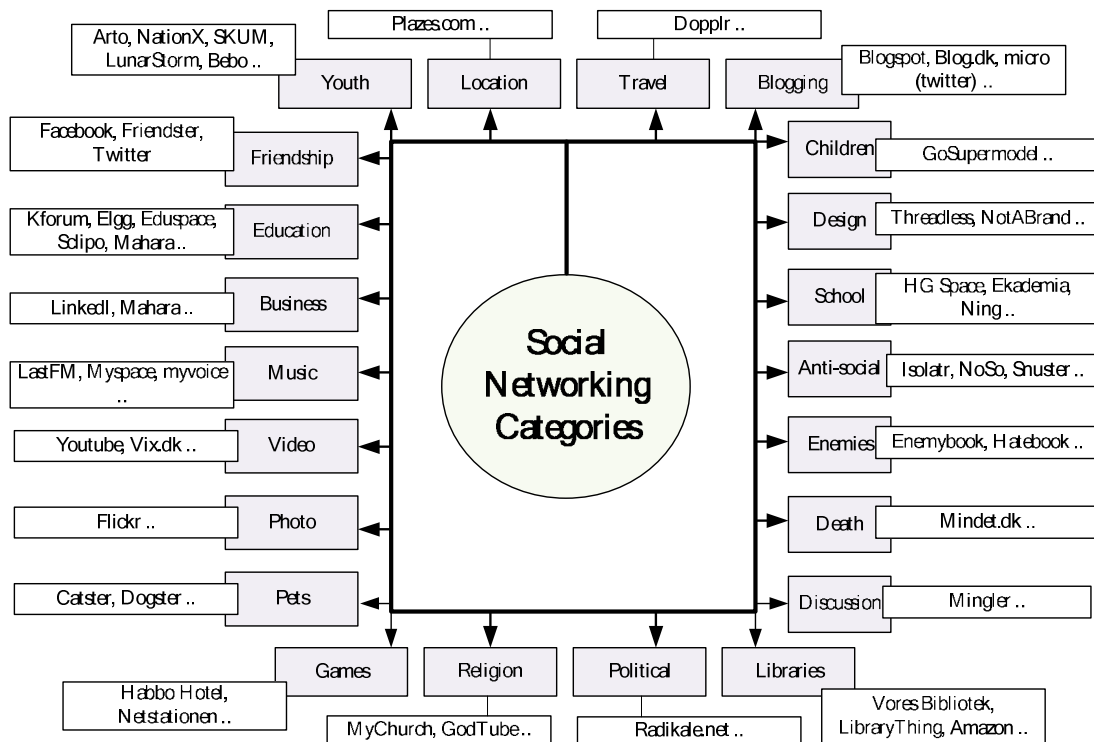 Plazes.com ..
Dopplr ..
Arto, NationX, SKUM,
LunarStorm, Bebo ..
Youth
Location
Travel
Blogging
Blogspot, Blog.dk, micro
(twitter) ..
Facebook, Friendster,
Twitter
Friendship
Children
GoSupermodel ..
Kforum, Elgg, Eduspace,
Sclipo, Mahara ..
Education
Design
Threadless, NotABrand ..
LinkedI, Mahara ..
Business
School
HG Space, Ekademia,
Ning ..
Social
Networking
Categories
LastFM, Myspace, myvoice
..
Music
Anti-social
Isolatr, NoSo, Snuster ..
Youtube, Vix.dk ..
Video
Enemies
Enemybook, Hatebook ..
Flickr ..
Photo
Death
Mindet.dk ..
Catster, Dogster ..
Pets
Discussion
Mingler ..
Games
Religion
Political
Libraries
Habbo Hotel,
Netstationen ..
MyChurch, GodTube ..
Radikale.net ..
Vores Bibliotek,
LibraryThing, Amazon ..